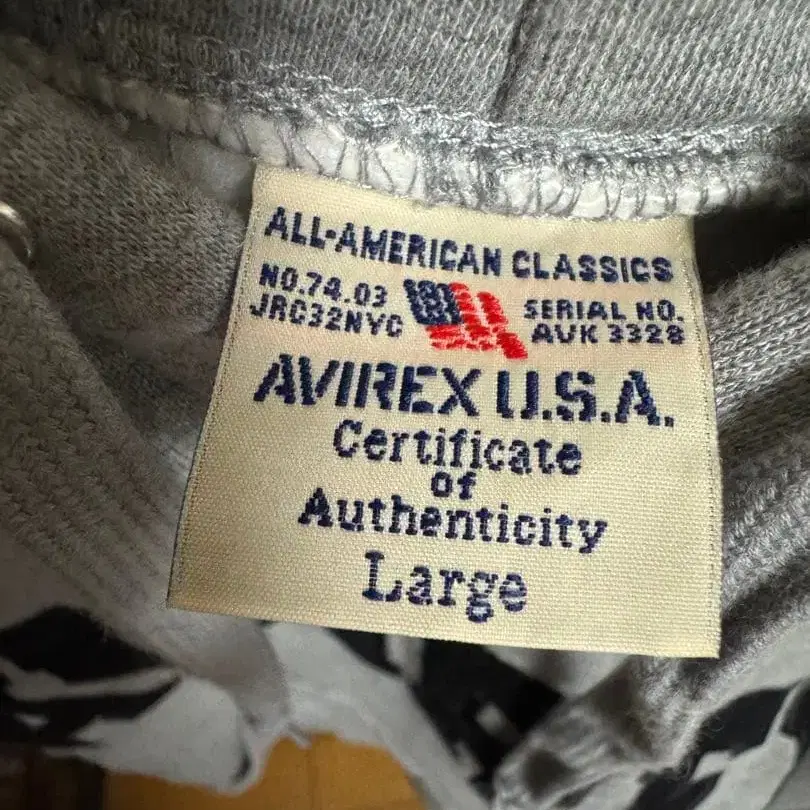 ALL-AMERICAN CLASSICS
NO.74.03
JRC32NYC
SERIAL NO.
AVK 3328
AVIREX U.S.A.
Certificate
of
Authenticity
Large